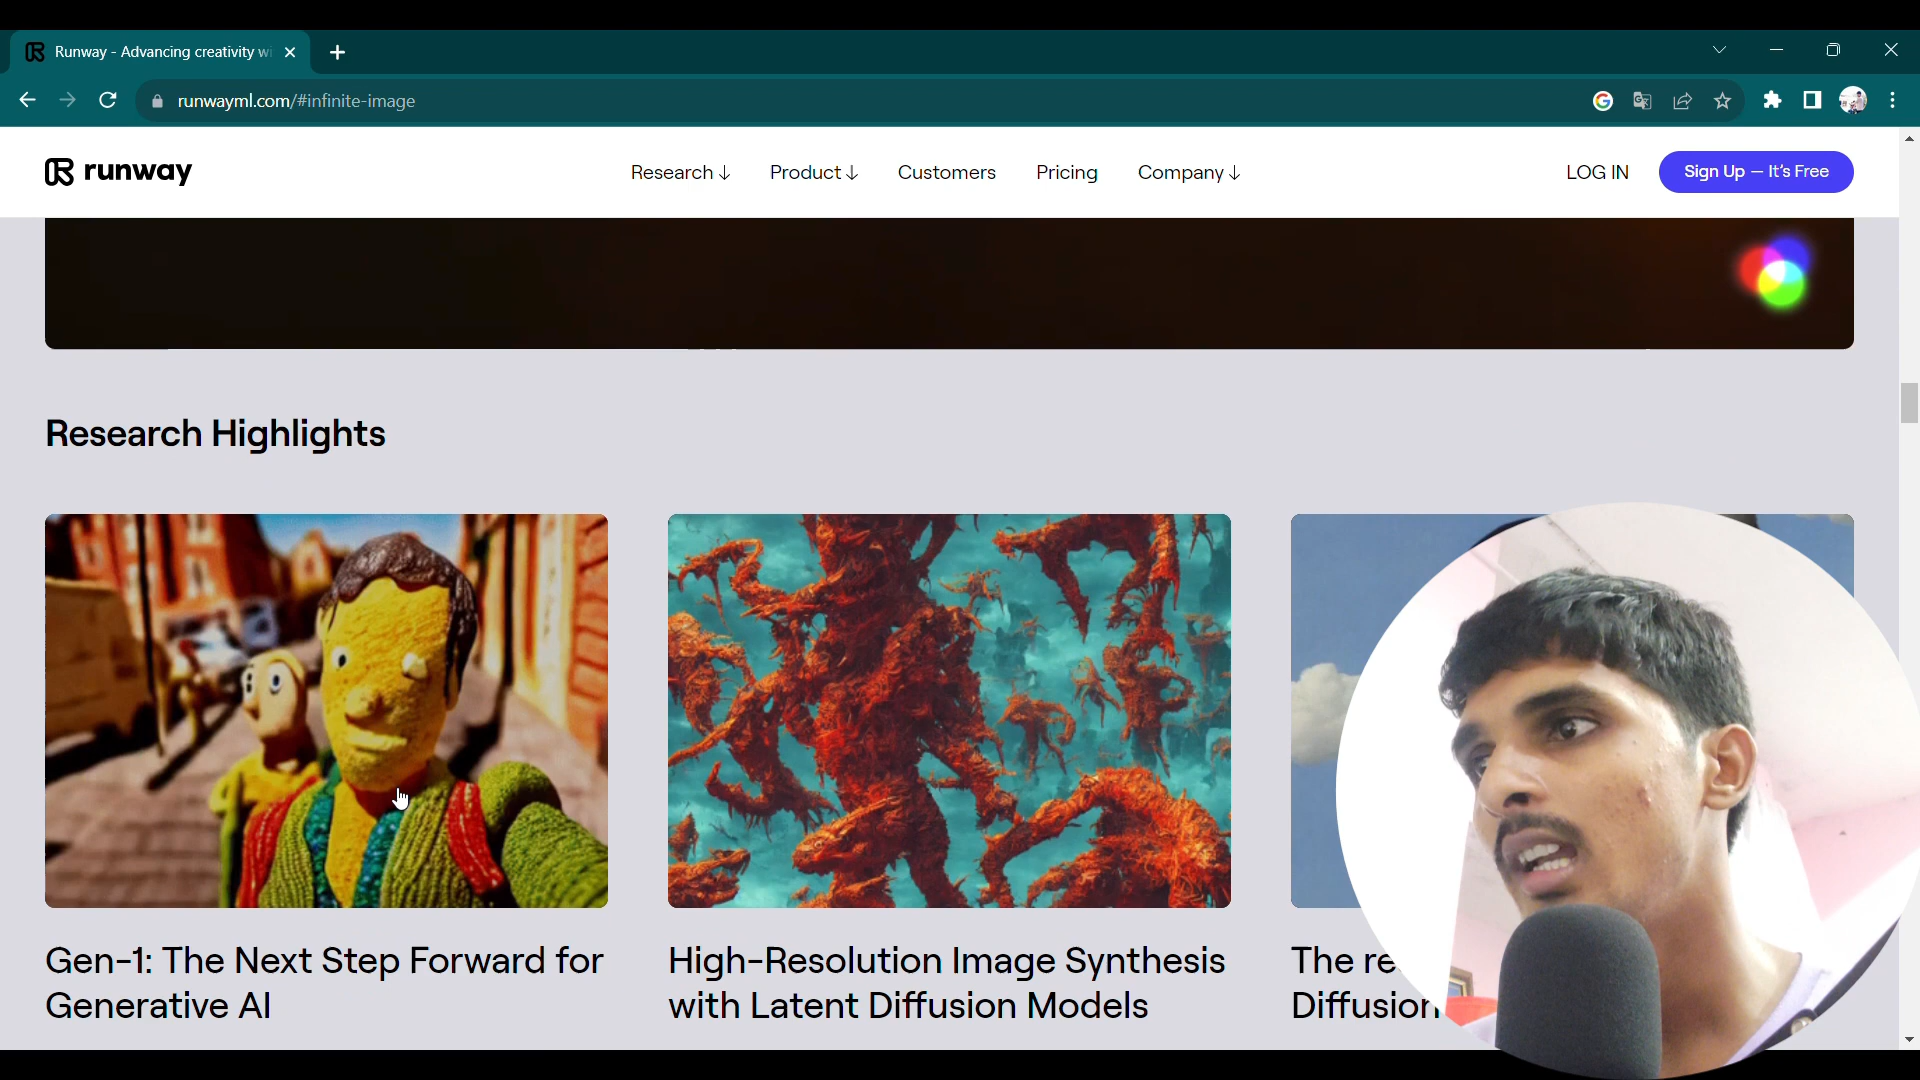 Runway - Advancing creativity wi
runwayml.com/#infinite-image
runway
Research ↓
Product ↓
Customers
Pricing
Company ↓
LOG IN
Sign Up — It's Free
Research Highlights
Gen-1: The Next Step Forward for
Generative AI
High-Resolution Image Synthesis
with Latent Diffusion Models
The re
Diffusion